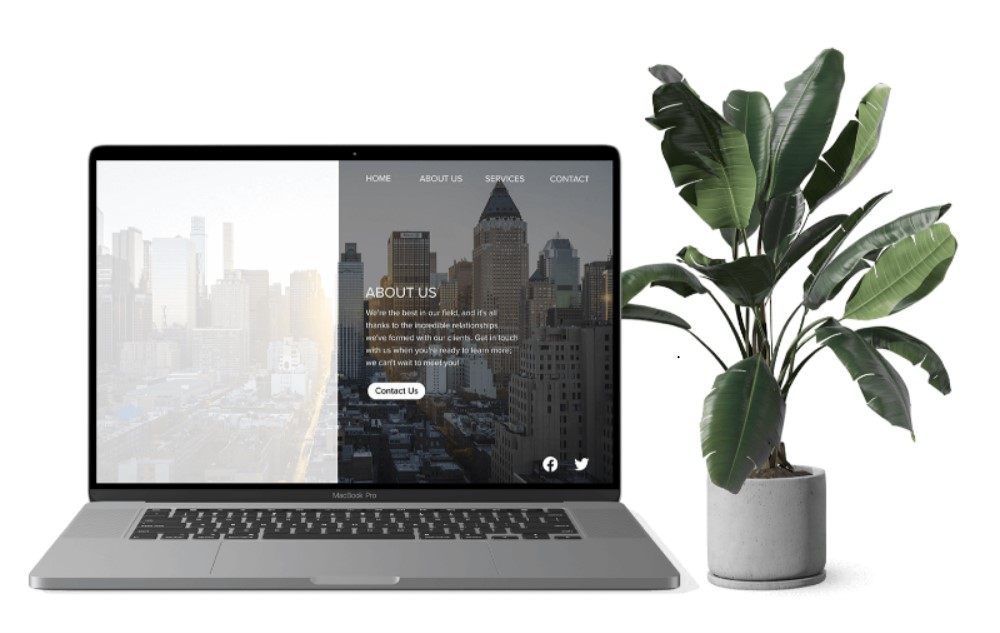 HOME ABOUT US SERVICES CONTACT
ABOUT US
We're the best in our field, and it's all
thanks to the incredible relationships
we've formed with our clients. Get in touch
with us when you're ready to learn more;
we can't wait to meet you!
Contact Us
MacBook Pro